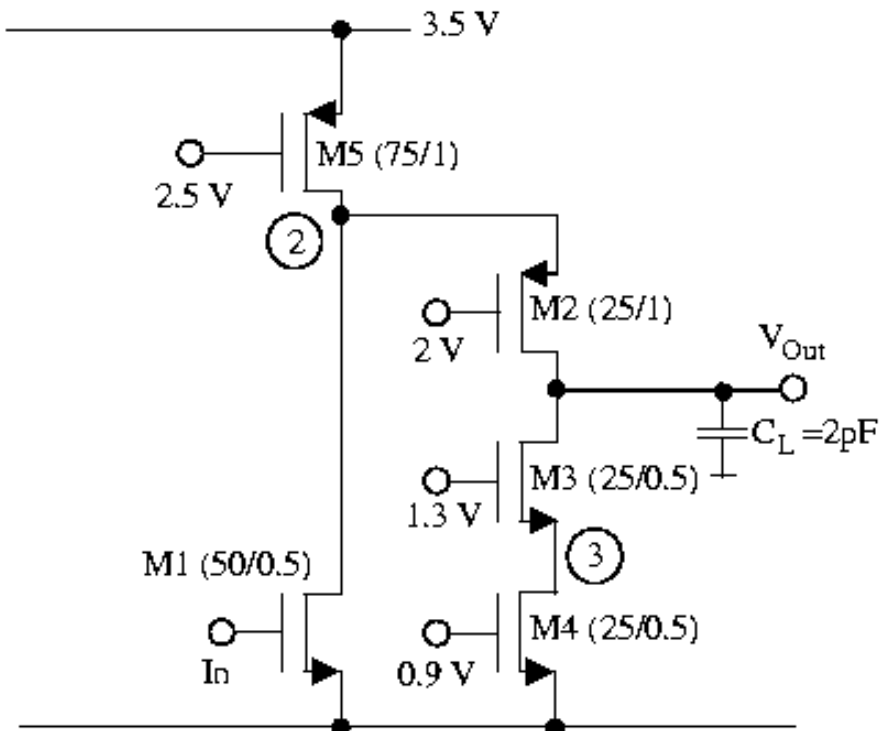 3.5 V
M5 (75/1)
2.5 V
2
M2 (25/1)
2 V
VOut
CL =2pF
M3 (25/0.5)
1.3 V
3
M1 (50/0.5)
M4 (25/0.5)
In
0.9 V